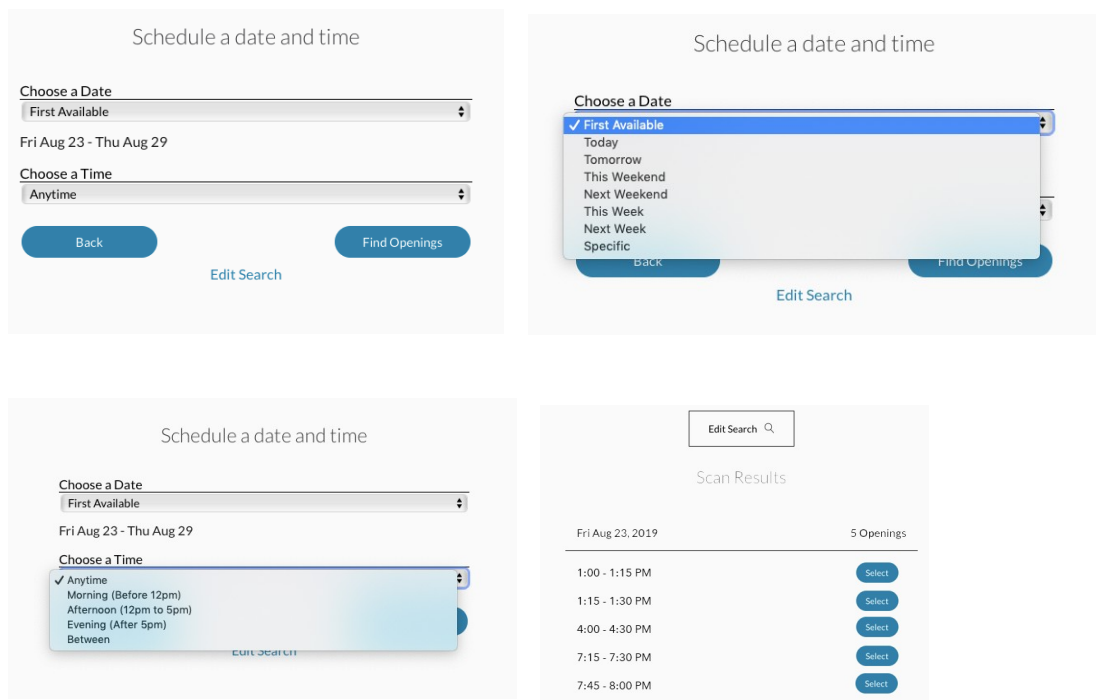 Schedule a date and time
Choose a Date
First Available
Fri Aug 23 - Thu Aug 29
Choose a Time
Anytime
Back Find Openings
Edit Search
Schedule a date and time
Choose a Date
✓ First Available
Today
Tomorrow
This Weekend
Next Weekend
This Week
Next Week
Specific
Back Find Openings
Edit Search
Schedule a date and time
Choose a Date
First Available
Fri Aug 23 - Thu Aug 29
Choose a Time
✓ Anytime
Morning (Before 12pm)
Afternoon (12pm to 5pm)
Evening (After 5pm)
Between
Edit Search
Edit Search
Scan Results
Fri Aug 23, 2019 5 Openings
1:00 - 1:15 PM Select
1:15 - 1:30 PM Select
4:00 - 4:30 PM Select
7:15 - 7:30 PM Select
7:45 - 8:00 PM Select